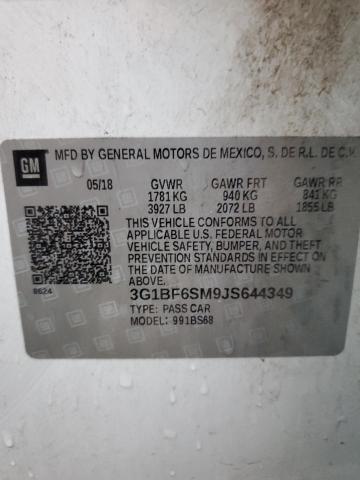 GM
MFD BY GENERAL MOTORS DE MEXICO, S. DE R.L. DE C.V.
05/18 GVWR GAWR FRT GAWR RR
1781 KG 940 KG 841 KG
3927 LB 2072 LB 1855 LB
THIS VEHICLE CONFORMS TO ALL
APPLICABLE U.S. FEDERAL MOTOR
VEHICLE SAFETY, BUMPER, AND THEFT
PREVENTION STANDARDS IN EFFECT ON
THE DATE OF MANUFACTURE SHOWN
ABOVE.
8624
3G1BF6SM9JS644349
TYPE: PASS CAR
MODEL: 991BS68